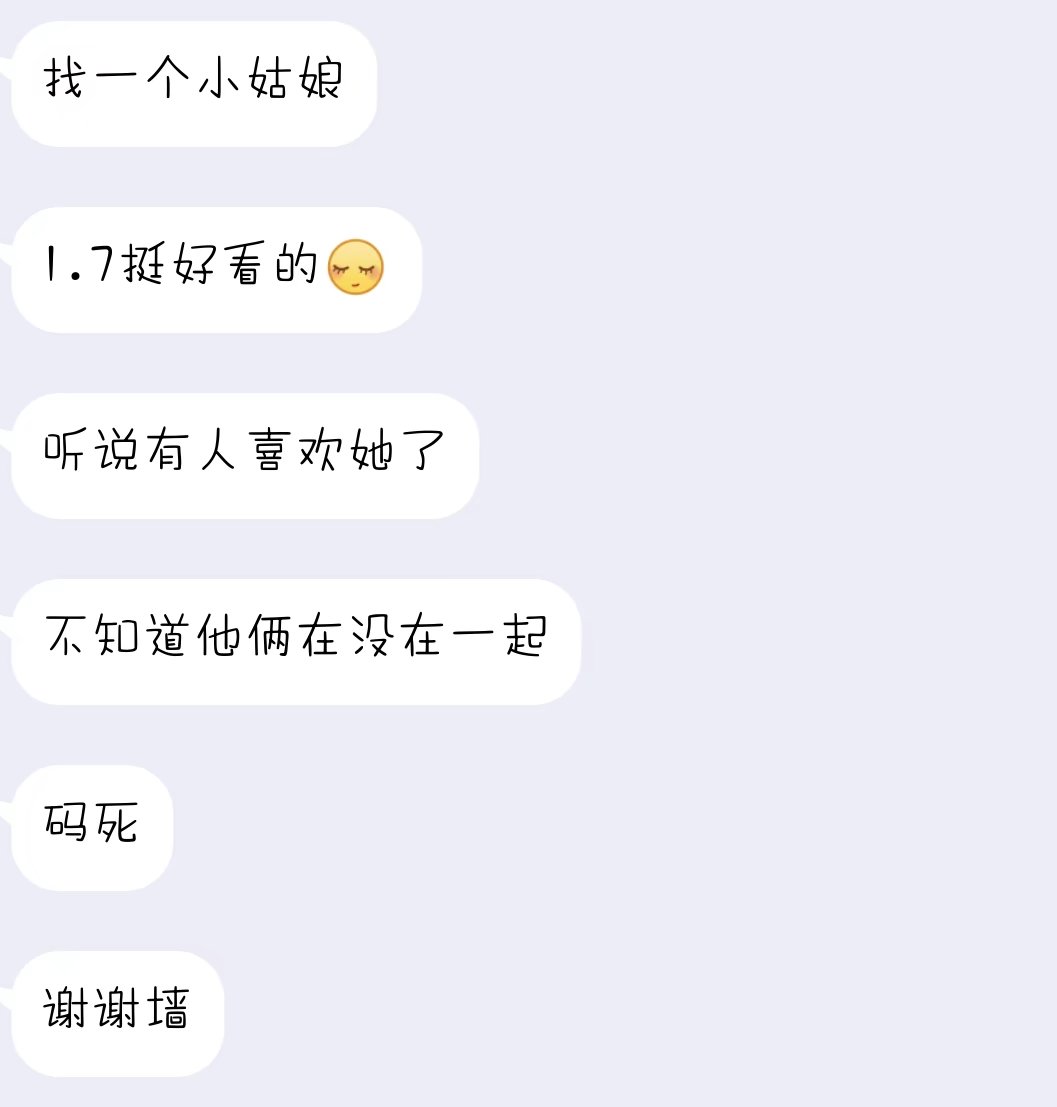 找一个小姑娘
1.7挺好看的
听说有人喜欢她了
不知道他俩在没在一起
码死
谢谢墙